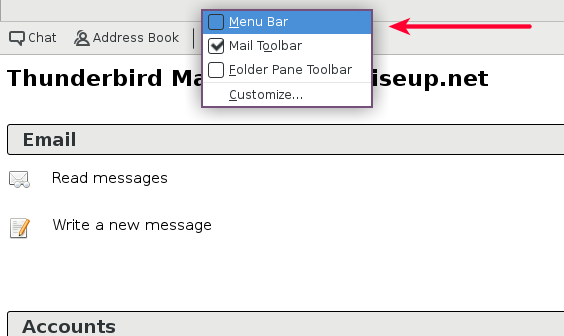 Menu Bar
Chat Address Book Mail Toolbar
Folder Pane Toolbar
Thunderbird Ma iseup.net
Customize...
Email
Read messages
Write a new message
Accounts